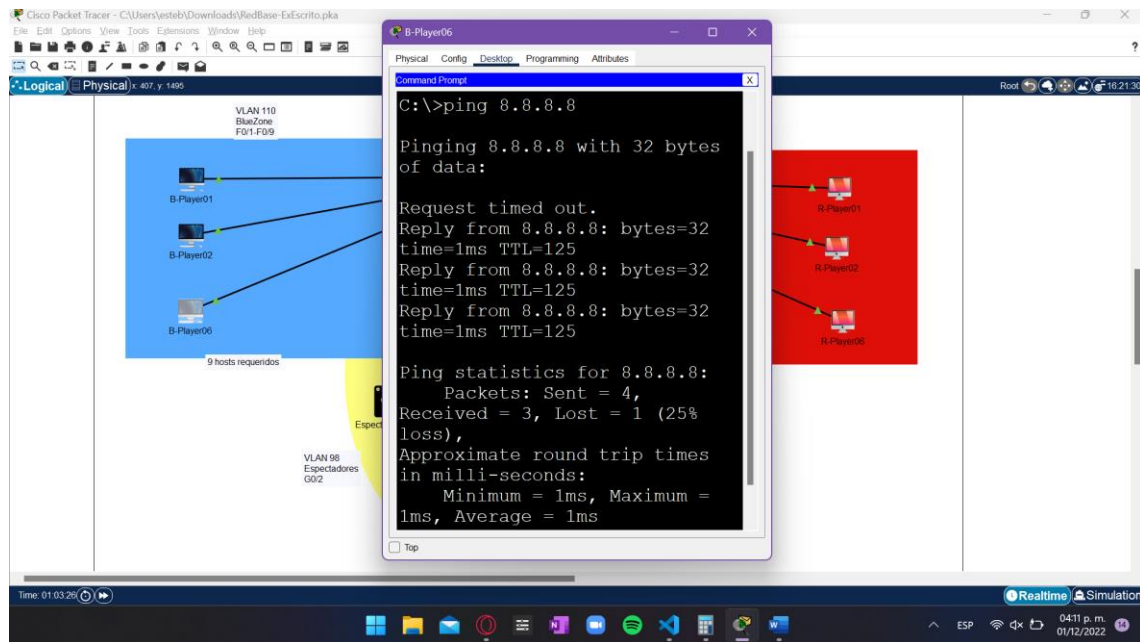 Cisco Packet Tracer - C:\Users\esteb\Downloads\RedBase-ExEscrito.pka
File Edit Options View Tools Extensions Window Help
?
Logical Physical x: 407, y: 1495
Root 16:21:30
VLAN 110
BlueZone
F0/1-F0/9
B-Player01
B-Player02
B-Player06
9 hosts requeridos
VLAN 98
Espectadores
G0/2
B-Player06
Physical Config Desktop Programming Attributes
Command Prompt X
C:\>ping 8.8.8.8
Pinging 8.8.8.8 with 32 bytes
of data:
Request timed out.
Reply from 8.8.8.8: bytes=32
time=1ms TTL=125
Reply from 8.8.8.8: bytes=32
time=1ms TTL=125
Reply from 8.8.8.8: bytes=32
time=1ms TTL=125
Ping statistics for 8.8.8.8:
Packets: Sent = 4,
Received = 3, Lost = 1 (25%
loss),
Approximate round trip times
in milli-seconds:
Minimum = 1ms, Maximum =
1ms, Average = 1ms
Top
R-Player01
R-Player02
R-Player06
Time: 01:03:26
Realtime Simulation
ESP
04:11 p. m.
01/12/2022
14